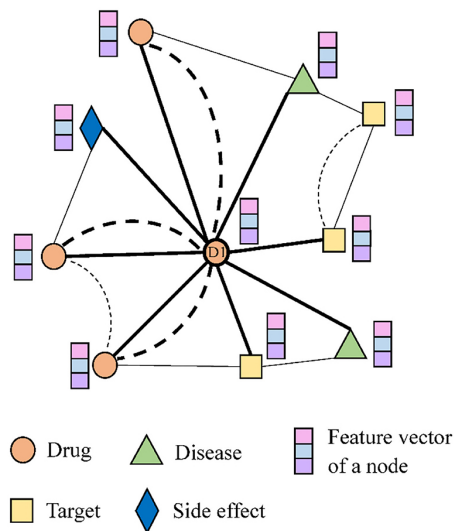 D1
Drug
Disease
Feature vector
of a node
Target
Side effect